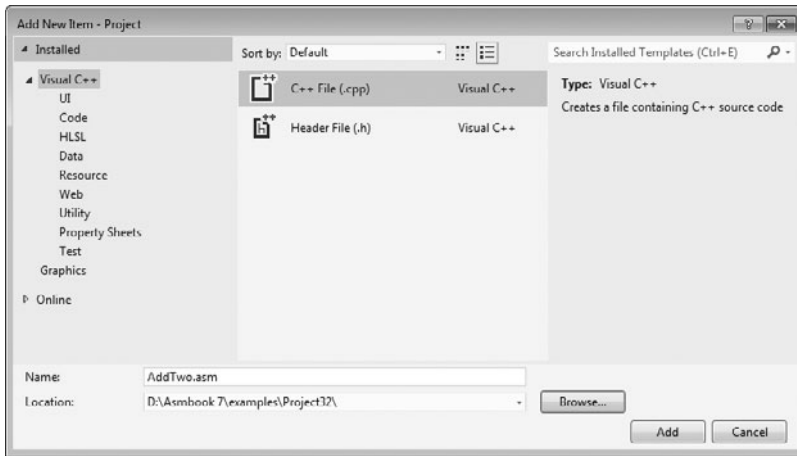 Add New Item - Project
Installed
Sort by: Default
Search Installed Templates (Ctrl+E)
Visual C++
UI
Code
HLSL
Data
Resource
Web
Utility
Property Sheets
Test
Graphics
Online
C++ File (.cpp) Visual C++
Header File (.h) Visual C++
Type: Visual C++
Creates a file containing C++ source code
Name: AddTwo.asm
Location: D:\Asmbook 7\examples\Project32\
Browse...
Add Cancel